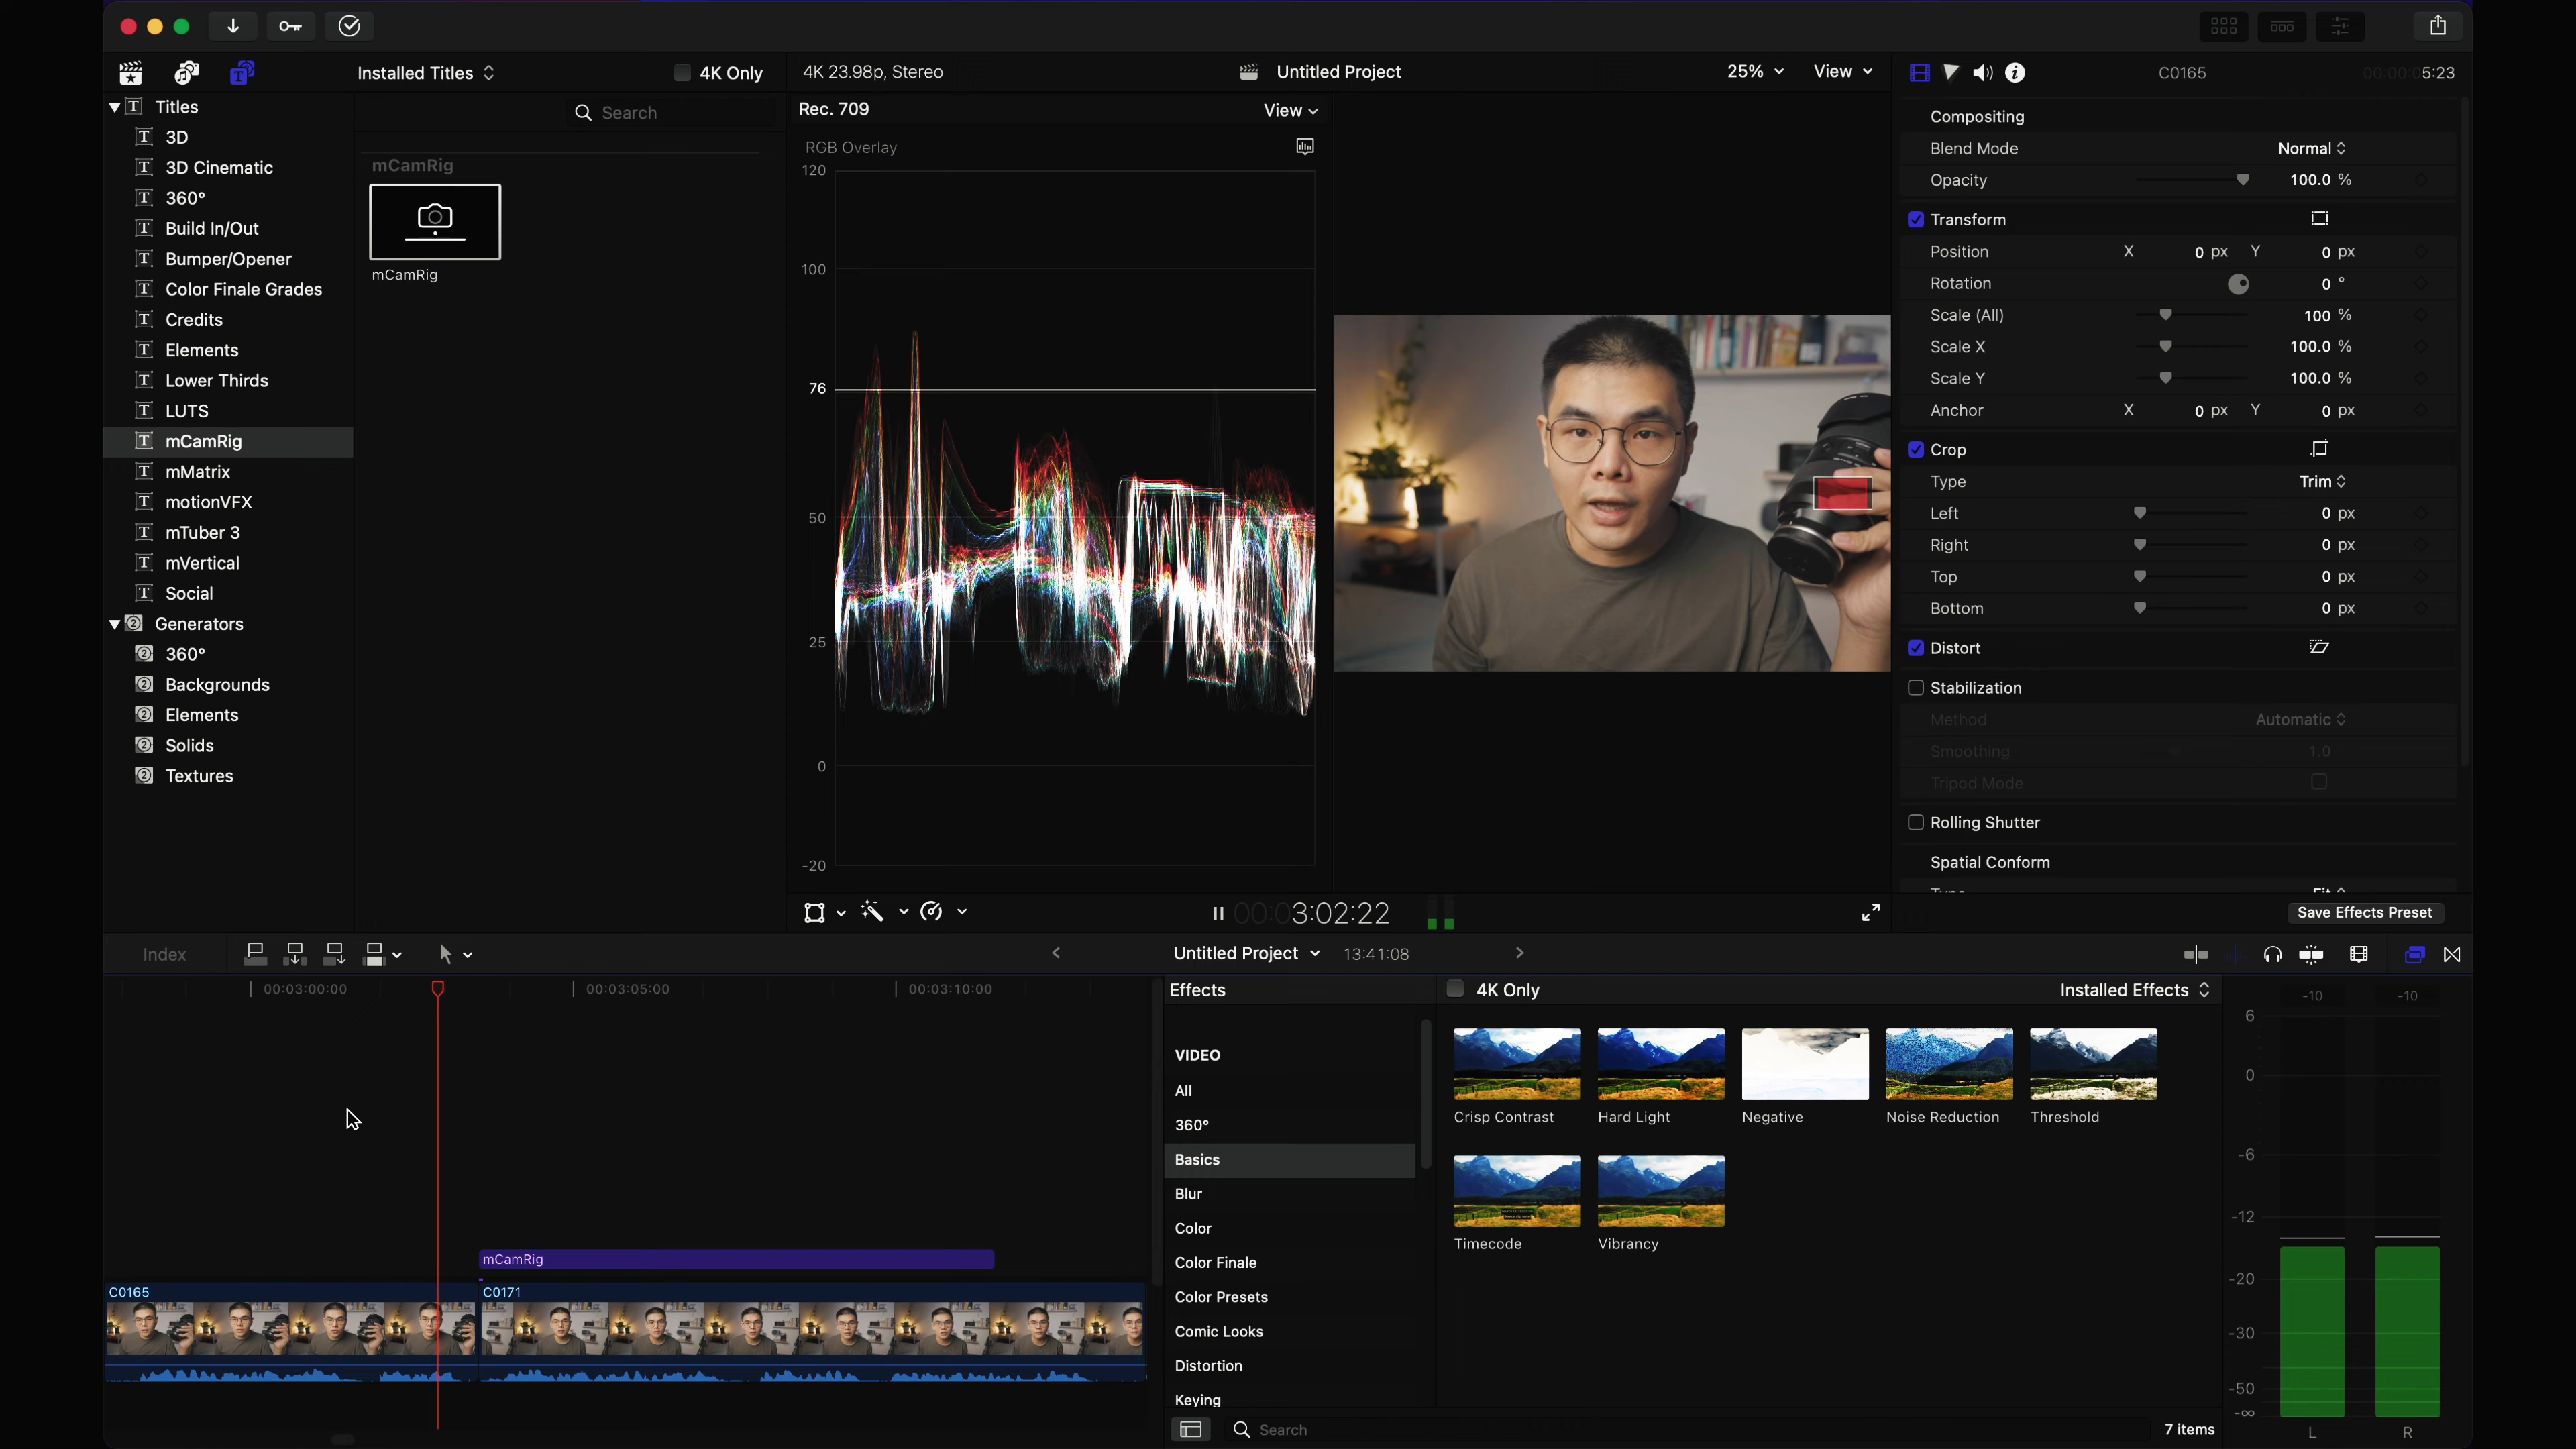 Installed Titles
4K Only
4K 23.98p, Stereo
Untitled Project
25%
View
C0165
00:00:05:23
Titles
3D
3D Cinematic
360°
Build In/Out
Bumper/Opener
Color Finale Grades
Credits
Elements
Lower Thirds
LUTS
mCamRig
mMatrix
motionVFX
mTuber 3
mVertical
Social
Generators
360°
Backgrounds
Elements
Solids
Textures
Search
mCamRig
mCamRig
Rec. 709
View
RGB Overlay
120
100
76
50
25
0
-20
00:03:02:22
Compositing
Blend Mode
Normal
Opacity
100.0 %
Transform
Position X 0 px Y 0 px
Rotation 0 °
Scale (All) 100 %
Scale X 100.0 %
Scale Y 100.0 %
Anchor X 0 px Y 0 px
Crop
Type Trim
Left 0 px
Right 0 px
Top 0 px
Bottom 0 px
Distort
Stabilization
Method Automatic
Smoothing 1.0
Tripod Mode
Rolling Shutter
Spatial Conform
Type Fit
Save Effects Preset
Index
Untitled Project
13:41:08
00:03:00:00
00:03:05:00
00:03:10:00
mCamRig
C0165
C0171
Effects
VIDEO
All
360°
Basics
Blur
Color
Color Finale
Color Presets
Comic Looks
Distortion
Keying
4K Only
Installed Effects
Crisp Contrast
Hard Light
Negative
Noise Reduction
Threshold
Timecode
Vibrancy
Search
7 items
-10
-10
6
0
-6
-12
-20
-30
-50
-∞
L
R